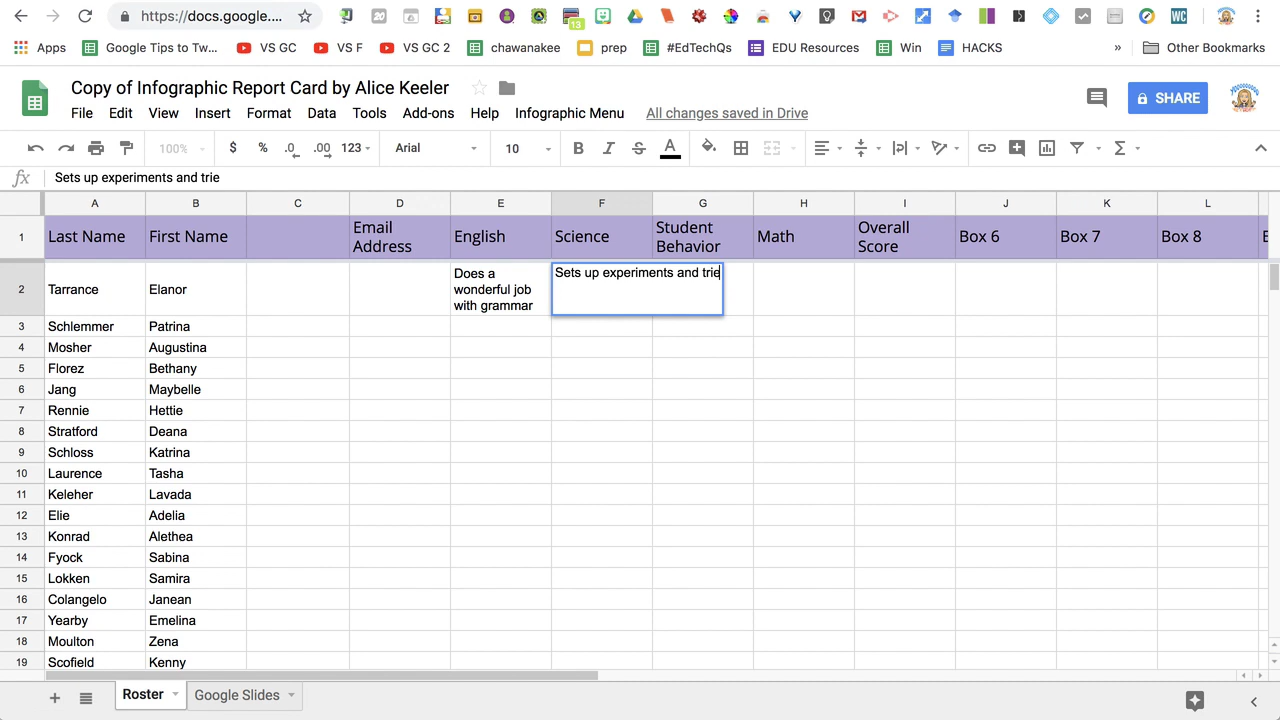 https://docs.google....
20
13
WC
Apps
Google Tips to Tw...
VS GC
VS F
VS GC 2
chawanakee
prep
#EdTechQs
EDU Resources
Win
HACKS
»
Other Bookmarks
Copy of Infographic Report Card by Alice Keeler
SHARE
File Edit View Insert Format Data Tools Add-ons Help Infographic Menu All changes saved in Drive
100% $ % .0 .00 123 Arial 10 B I S A Σ
fx Sets up experiments and trie
A B C D E F G H I J K L
1 Last Name First Name Email Address English Science Student Behavior Math Overall Score Box 6 Box 7 Box 8
2 Tarrance Elanor Does a wonderful job with grammar Sets up experiments and trie
3 Schlemmer Patrina
4 Mosher Augustina
5 Florez Bethany
6 Jang Maybelle
7 Rennie Hettie
8 Stratford Deana
9 Schloss Katrina
10 Laurence Tasha
11 Keleher Lavada
12 Elie Adelia
13 Konrad Alethea
14 Fyock Sabina
15 Lokken Samira
16 Colangelo Janean
17 Yearby Emelina
18 Moulton Zena
19 Scofield Kenny
Roster Google Slides